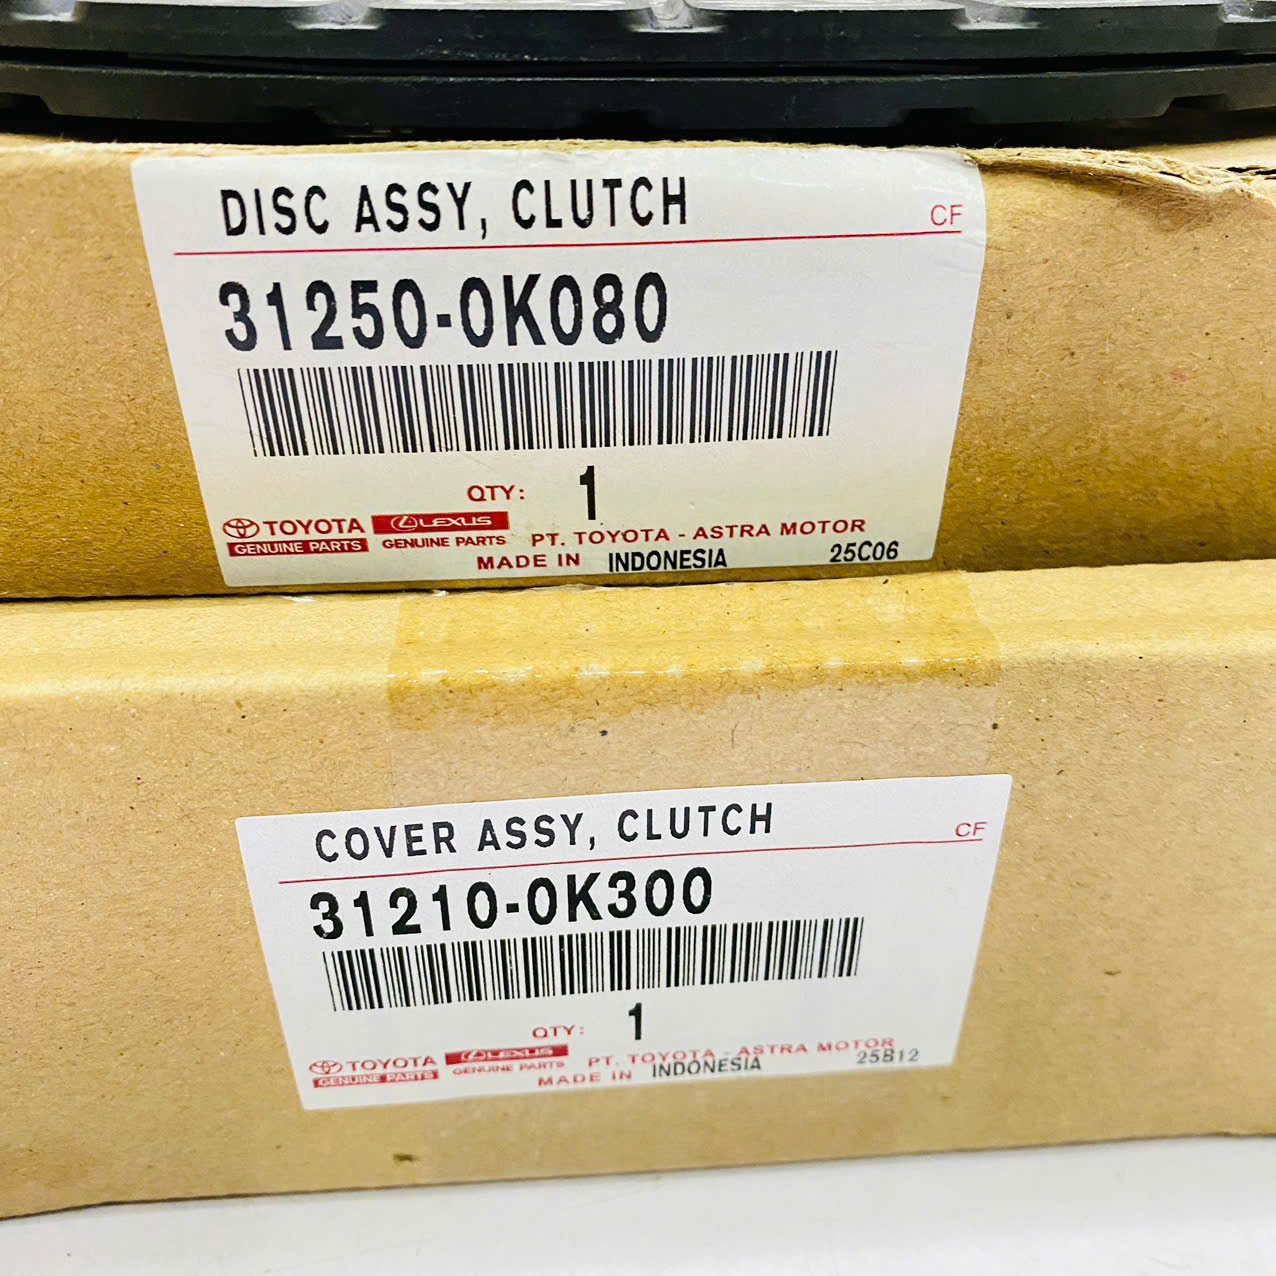 DISC ASSY, CLUTCH
CF
31250-0K080
QTY: 1
TOYOTA
GENUINE PARTS
LEXUS
GENUINE PARTS
PT. TOYOTA - ASTRA MOTOR
MADE IN INDONESIA 25C06
COVER ASSY, CLUTCH
CF
31210-0K300
QTY: 1
TOYOTA
GENUINE PARTS
LEXUS
GENUINE PARTS
PT. TOYOTA - ASTRA MOTOR
MADE IN INDONESIA 25B12